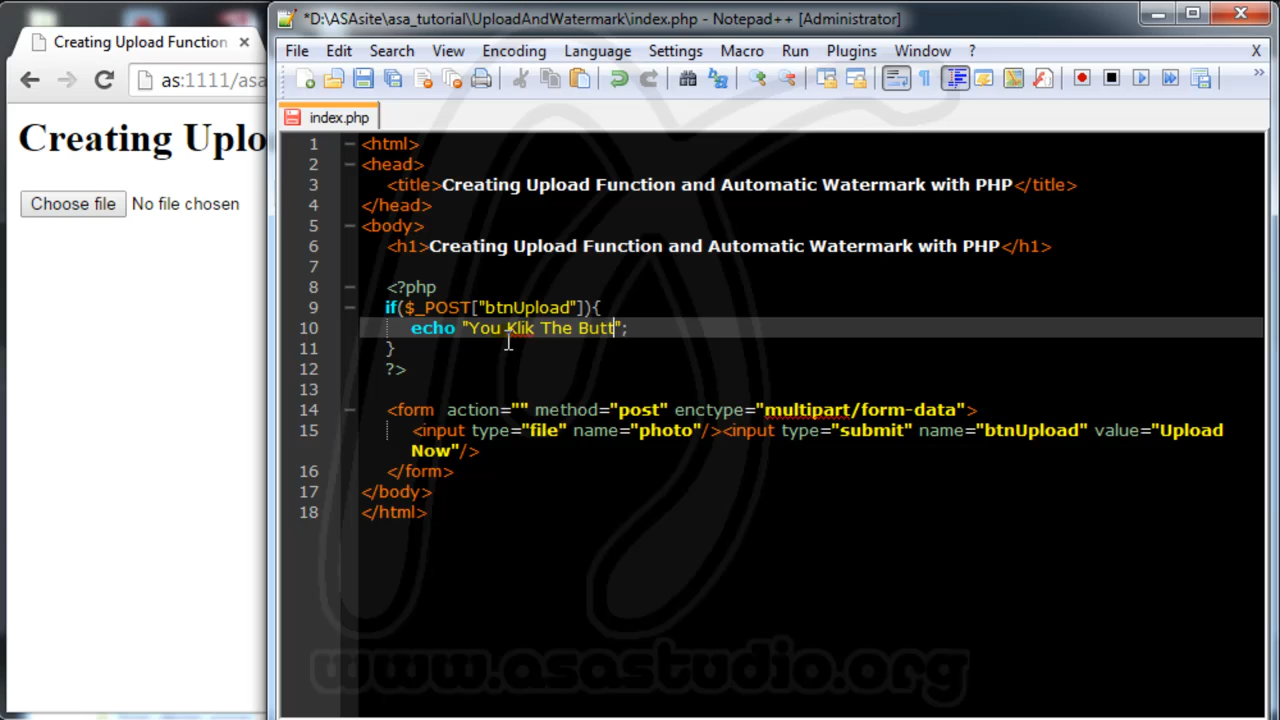 *D:\ASAsite\asa_tutorial\UploadAndWatermark\index.php - Notepad++ [Administrator]
Creating Upload Function
File Edit Search View Encoding Language Settings Macro Run Plugins Window ? X
as:1111/asa
index.php
Creating Uplo
Choose file No file chosen
1 <html>
2 <head>
3 <title>Creating Upload Function and Automatic Watermark with PHP</title>
4 </head>
5 <body>
6 <h1>Creating Upload Function and Automatic Watermark with PHP</h1>
7
8 <?php
9 if($_POST["btnUpload"]){
10 echo "You Klik The Butt";
11 }
12 ?>
13
14 <form action="" method="post" enctype="multipart/form-data">
15 <input type="file" name="photo"/><input type="submit" name="btnUpload" value="Upload
Now"/>
16 </form>
17 </body>
18 </html>
www.asastudio.org